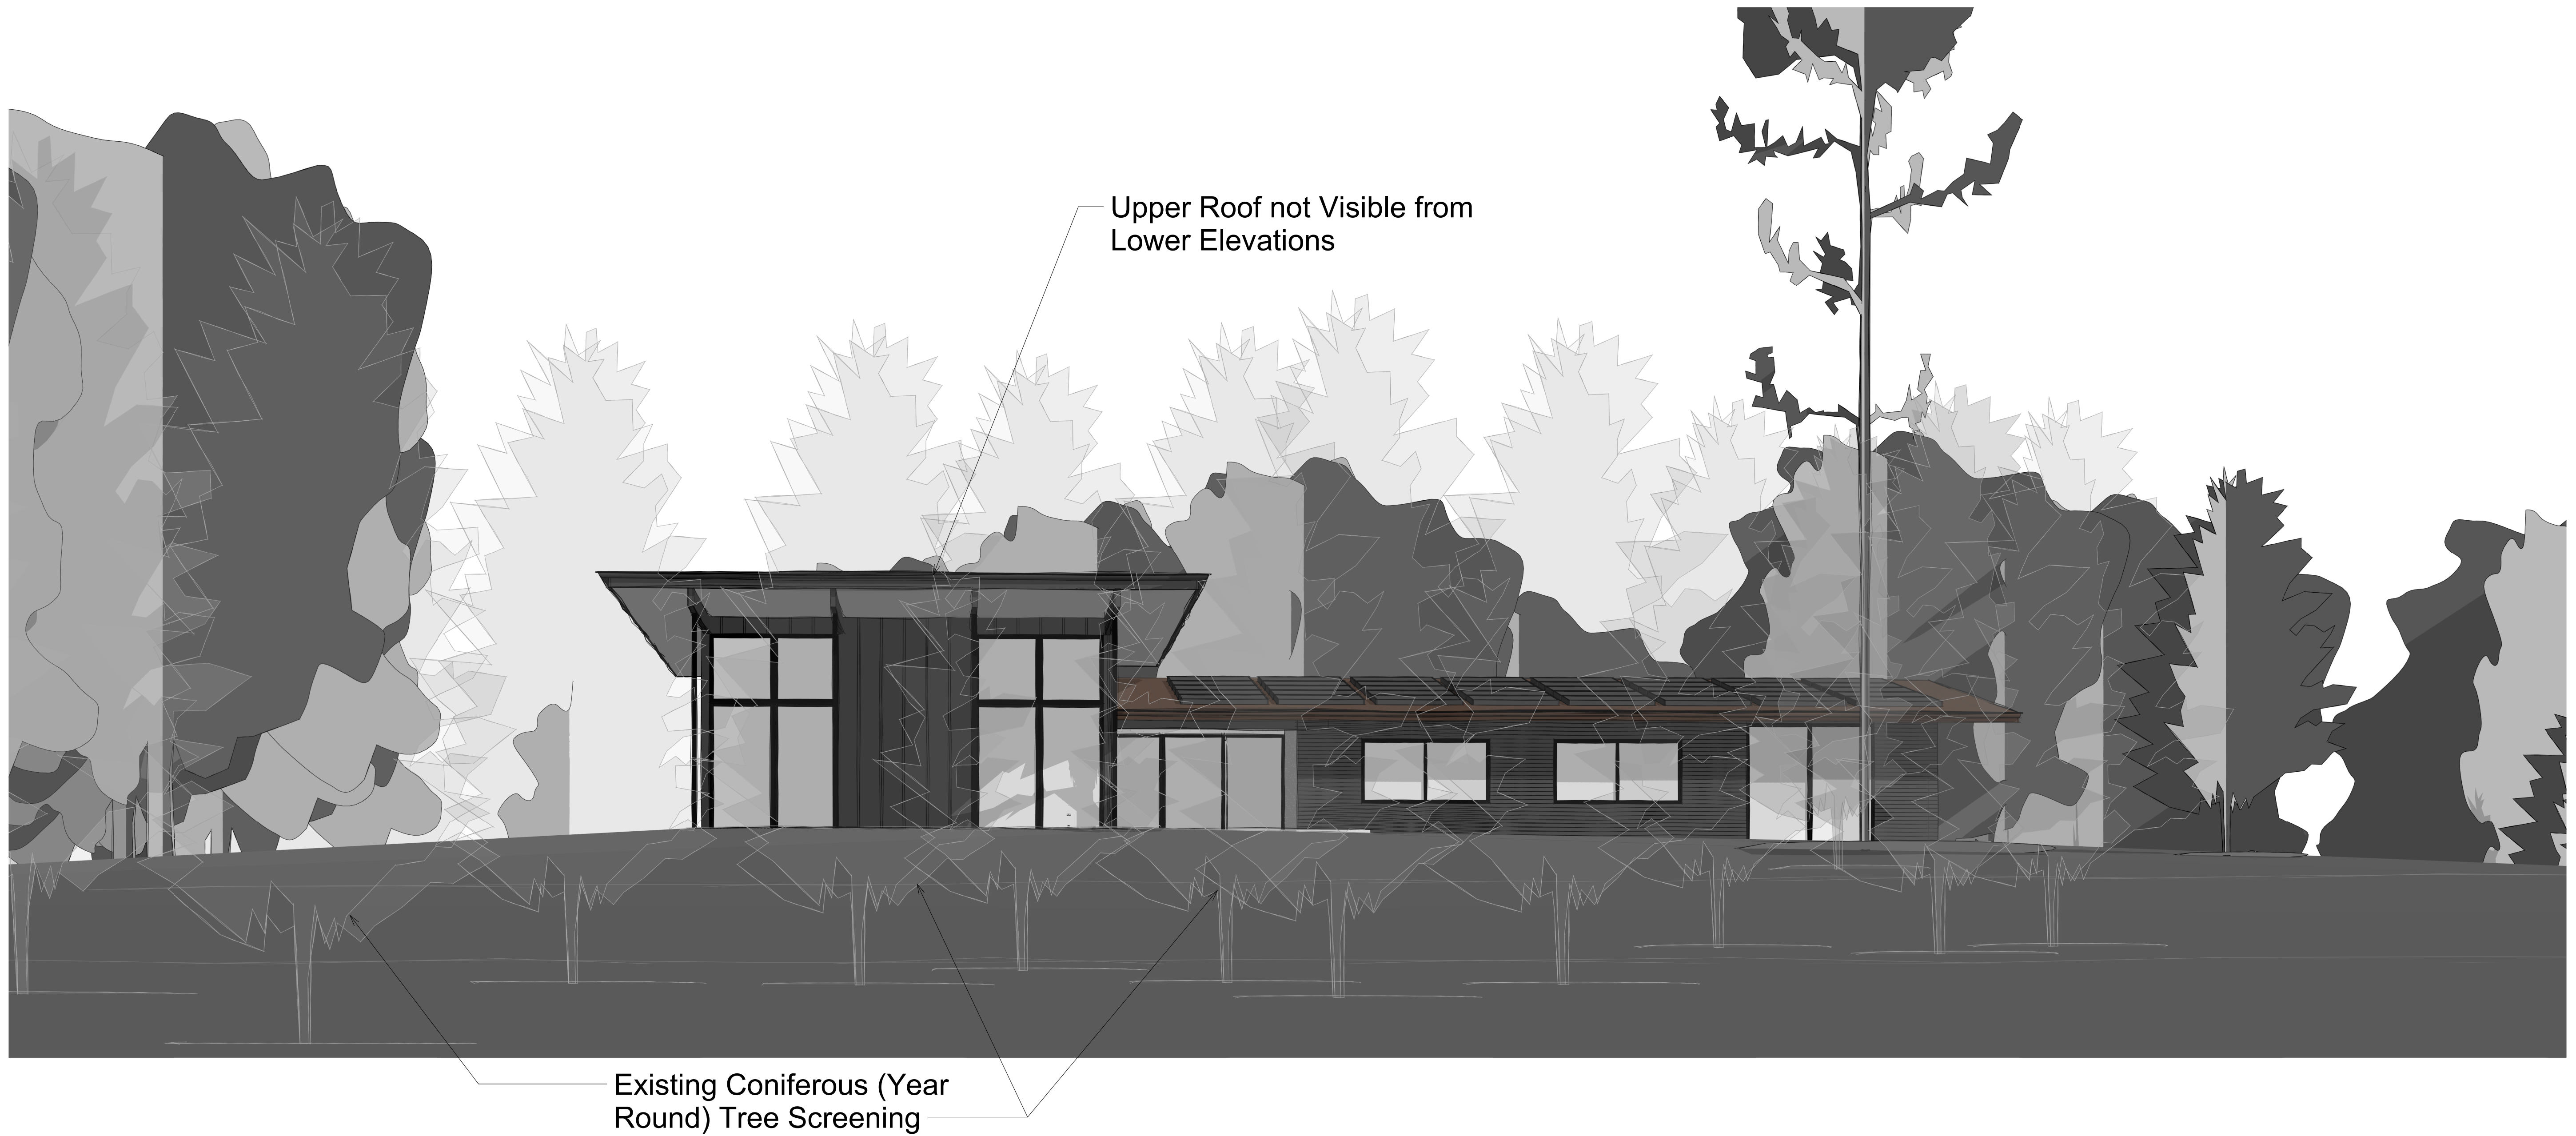 Upper Roof not Visible from
Lower Elevations
Existing Coniferous (Year
Round) Tree Screening